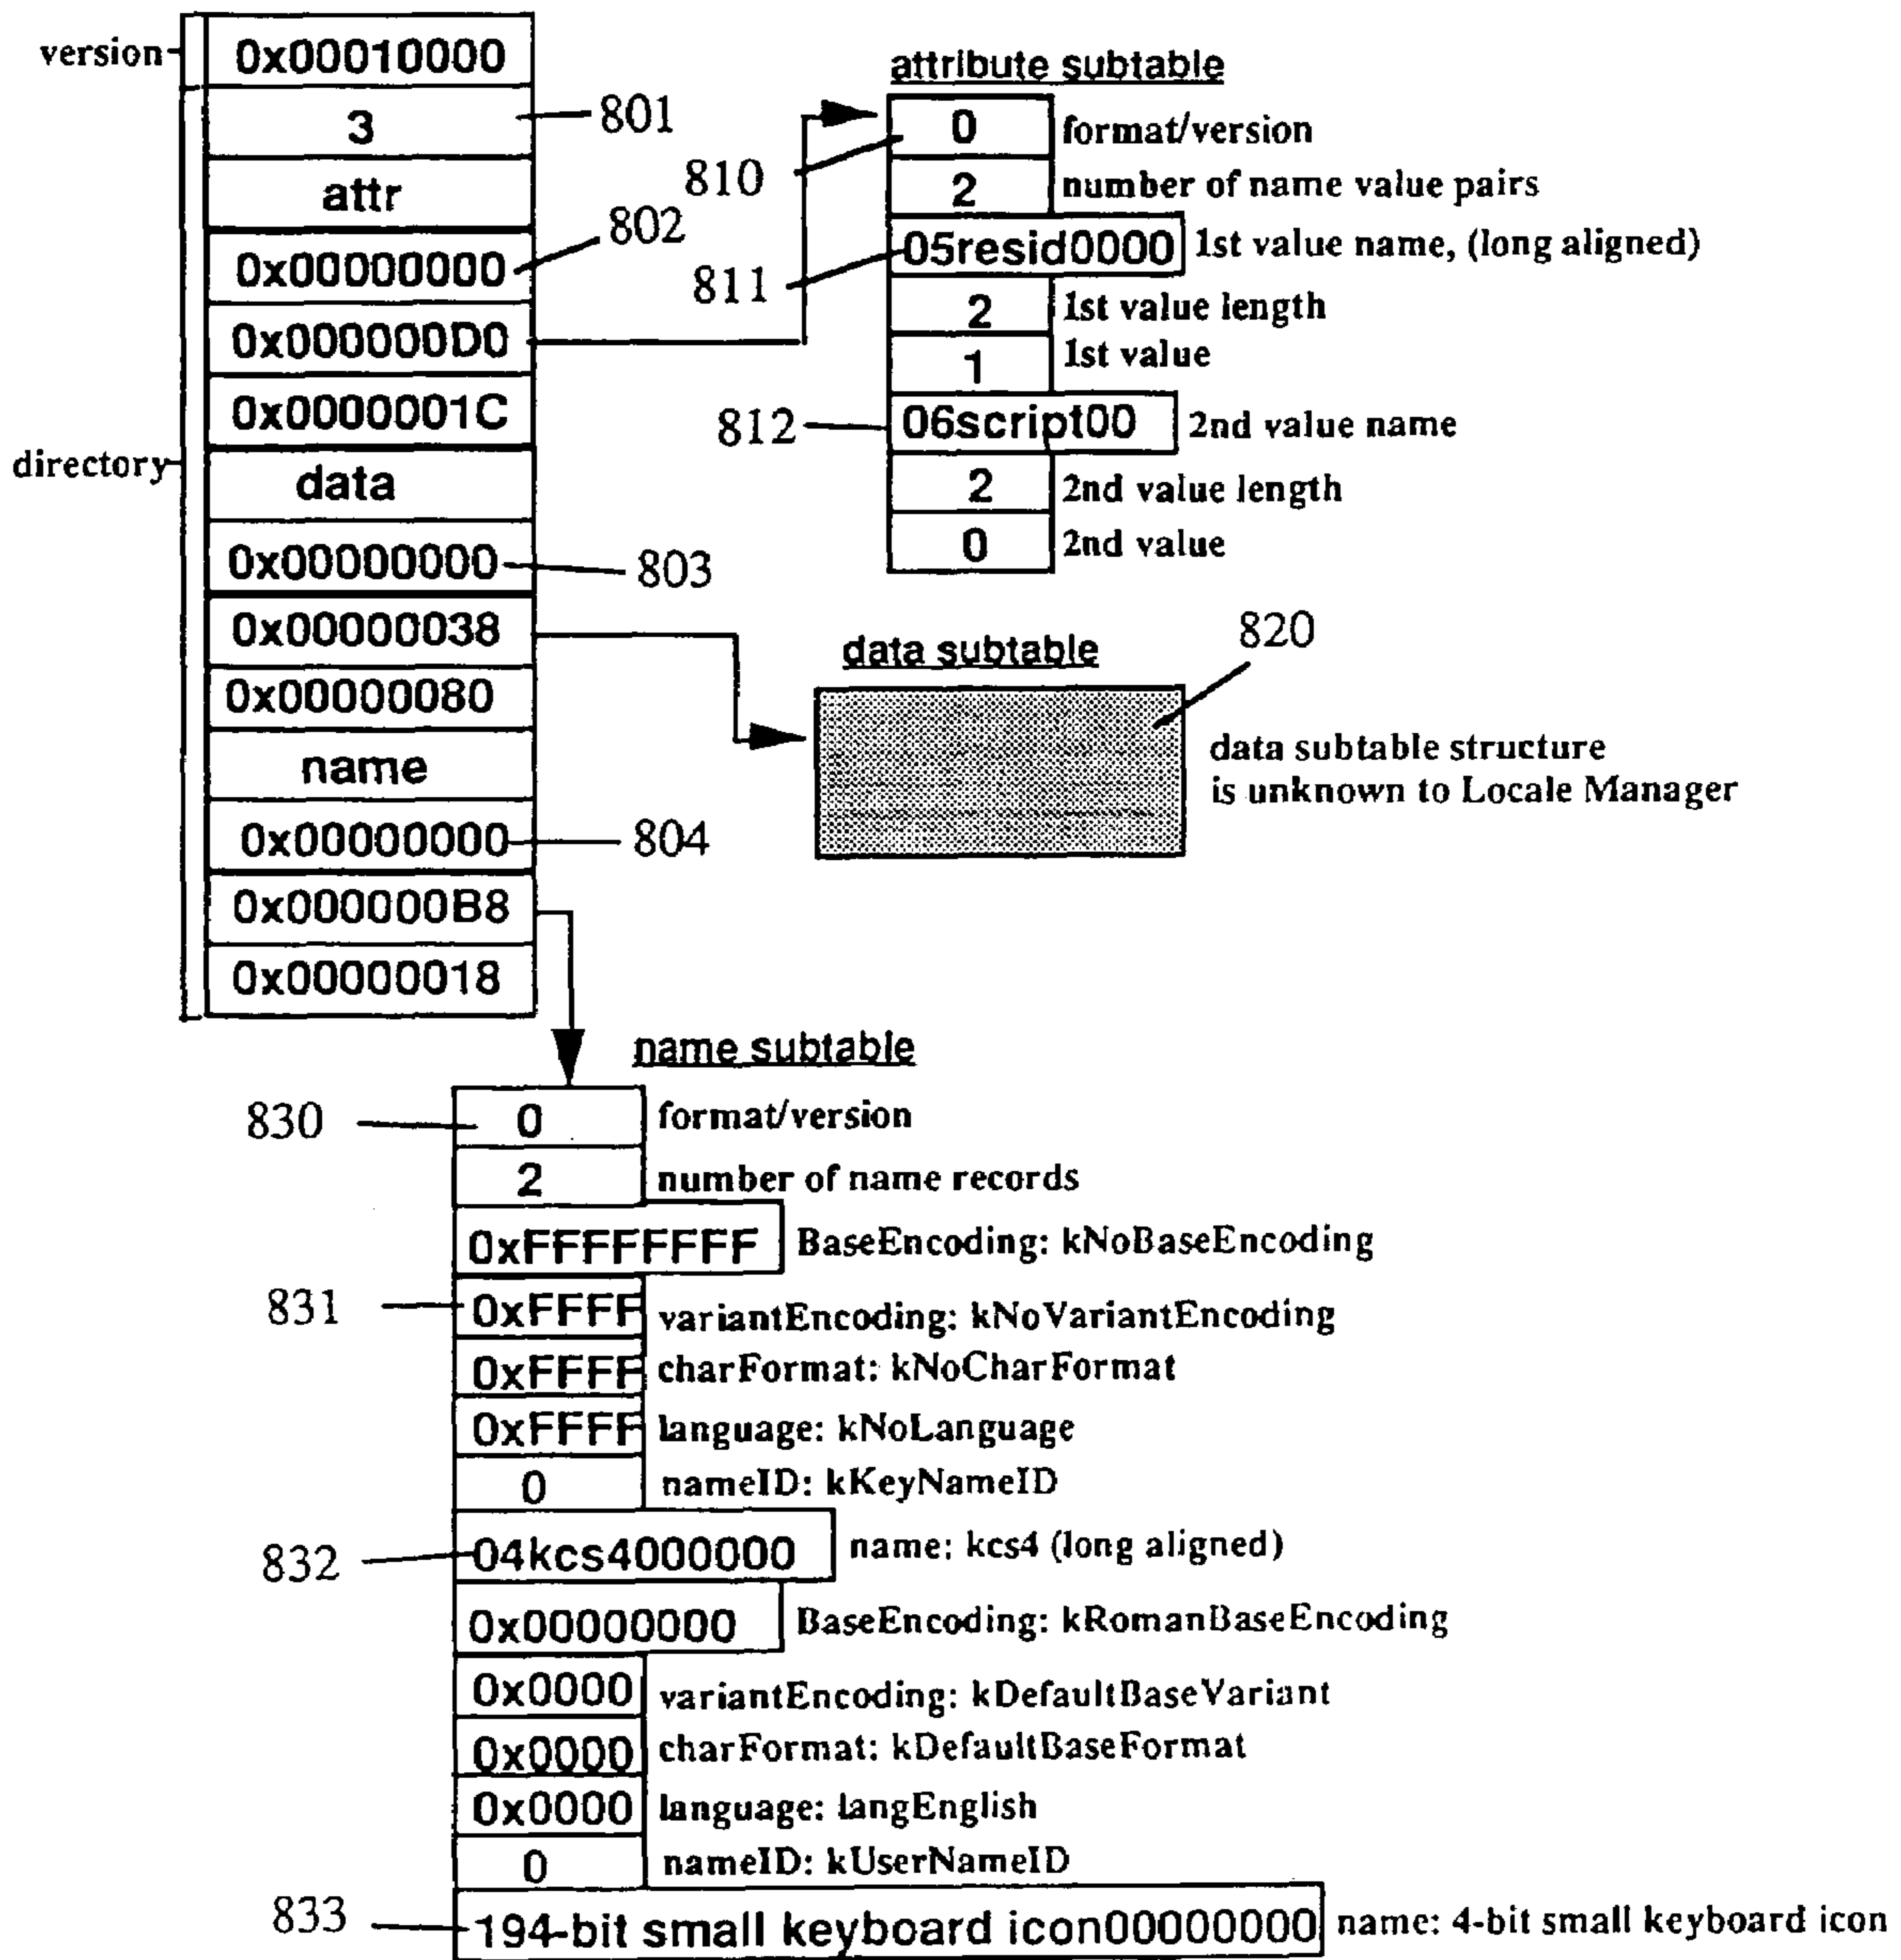 version
0x00010000
3
801
attr
0x00000000
802
0x000000D0
0x0000001C
directory
data
0x00000000
803
0x00000038
0x00000080
name
0x00000000
804
0x000000B8
0x00000018
attribute subtable
810
0 format/version
2 number of name value pairs
811
05resid0000 1st value name, (long aligned)
2 1st value length
1 1st value
812
06script00 2nd value name
2 2nd value length
0 2nd value
data subtable
820
data subtable structure
is unknown to Locale Manager
name subtable
830
0 format/version
2 number of name records
0xFFFFFFFF BaseEncoding: kNoBaseEncoding
831
0xFFFF variantEncoding: kNoVariantEncoding
0xFFFF charFormat: kNoCharFormat
0xFFFF language: kNoLanguage
0 nameID: kKeyNameID
832
04kcs4000000 name: kcs4 (long aligned)
0x00000000 BaseEncoding: kRomanBaseEncoding
0x0000 variantEncoding: kDefaultBaseVariant
0x0000 charFormat: kDefaultBaseFormat
0x0000 language: langEnglish
0 nameID: kUserNameID
833
194-bit small keyboard icon00000000 name: 4-bit small keyboard icon